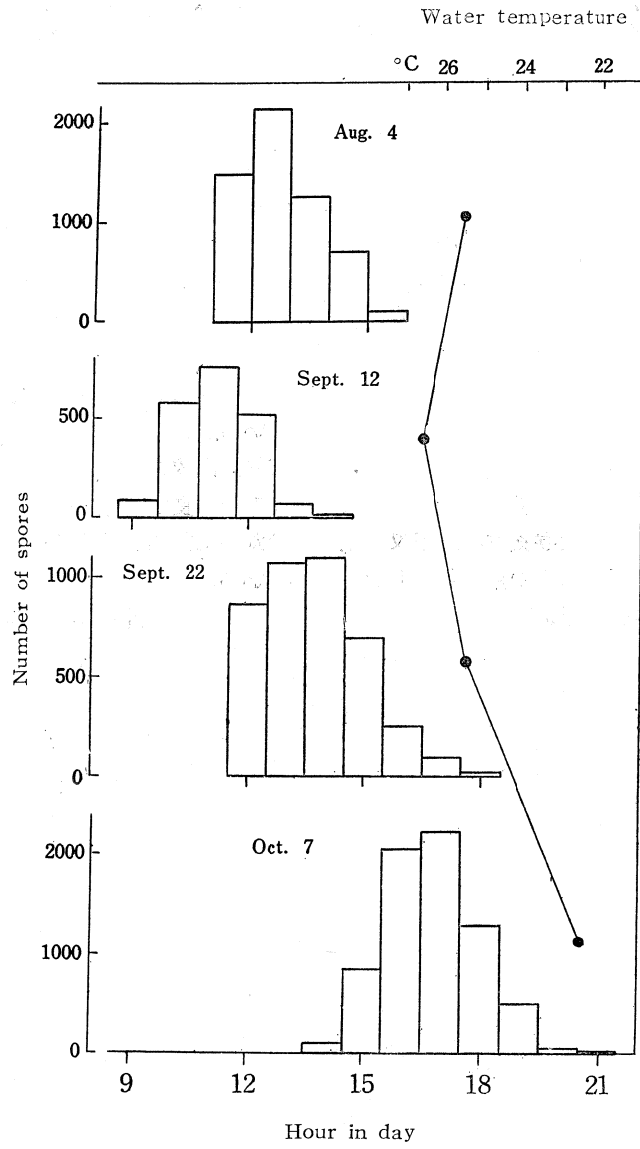 Water temperature
°C 26 24 22
2000
Aug. 4
1000
0
Sept. 12
500
0
Number of spores
Sept. 22
1000
500
0
Oct. 7
2000
1000
0
9 12 15 18 21
Hour in day